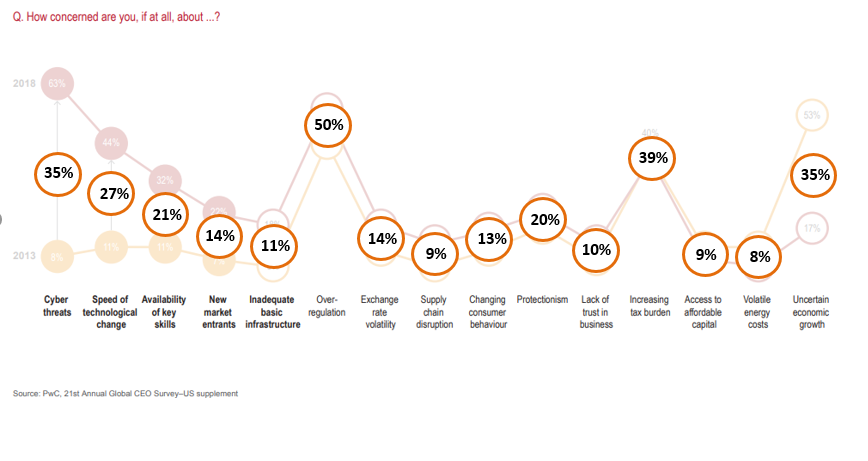 Q. How concerned are you, if at all, about ...?
2018
63%
44%
32%
53%
40%
17%
50%
39%
35%
27%
21%
14%
11%
14%
9%
13%
20%
10%
9%
8%
35%
2013
8%
11%
11%
Cyber threats
Speed of technological change
Availability of key skills
New market entrants
Inadequate basic infrastructure
Over-regulation
Exchange rate volatility
Supply chain disruption
Changing consumer behaviour
Protectionism
Lack of trust in business
Increasing tax burden
Access to affordable capital
Volatile energy costs
Uncertain economic growth
Source: PwC, 21st Annual Global CEO Survey–US supplement